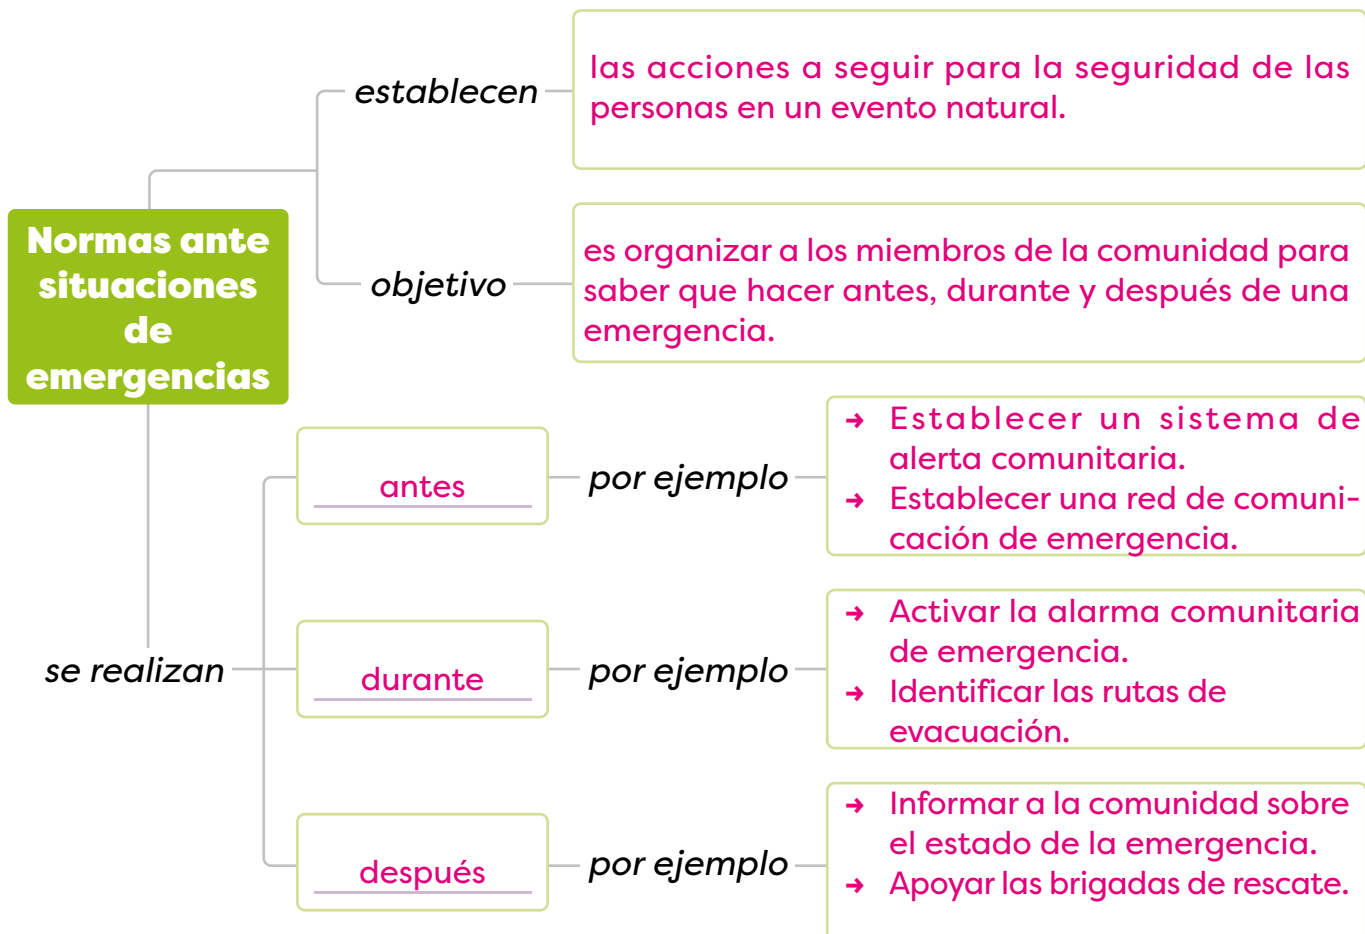 establecen
las acciones a seguir para la seguridad de las
personas en un evento natural.
Normas ante
situaciones
de
emergencias
objetivo
es organizar a los miembros de la comunidad para
saber que hacer antes, durante y después de una
emergencia.
se realizan
antes
por ejemplo
➔ Establecer un sistema de
alerta comunitaria.
➔ Establecer una red de comuni-
cación de emergencia.
durante
por ejemplo
➔ Activar la alarma comunitaria
de emergencia.
➔ Identificar las rutas de
evacuación.
después
por ejemplo
➔ Informar a la comunidad sobre
el estado de la emergencia.
➔ Apoyar las brigadas de rescate.